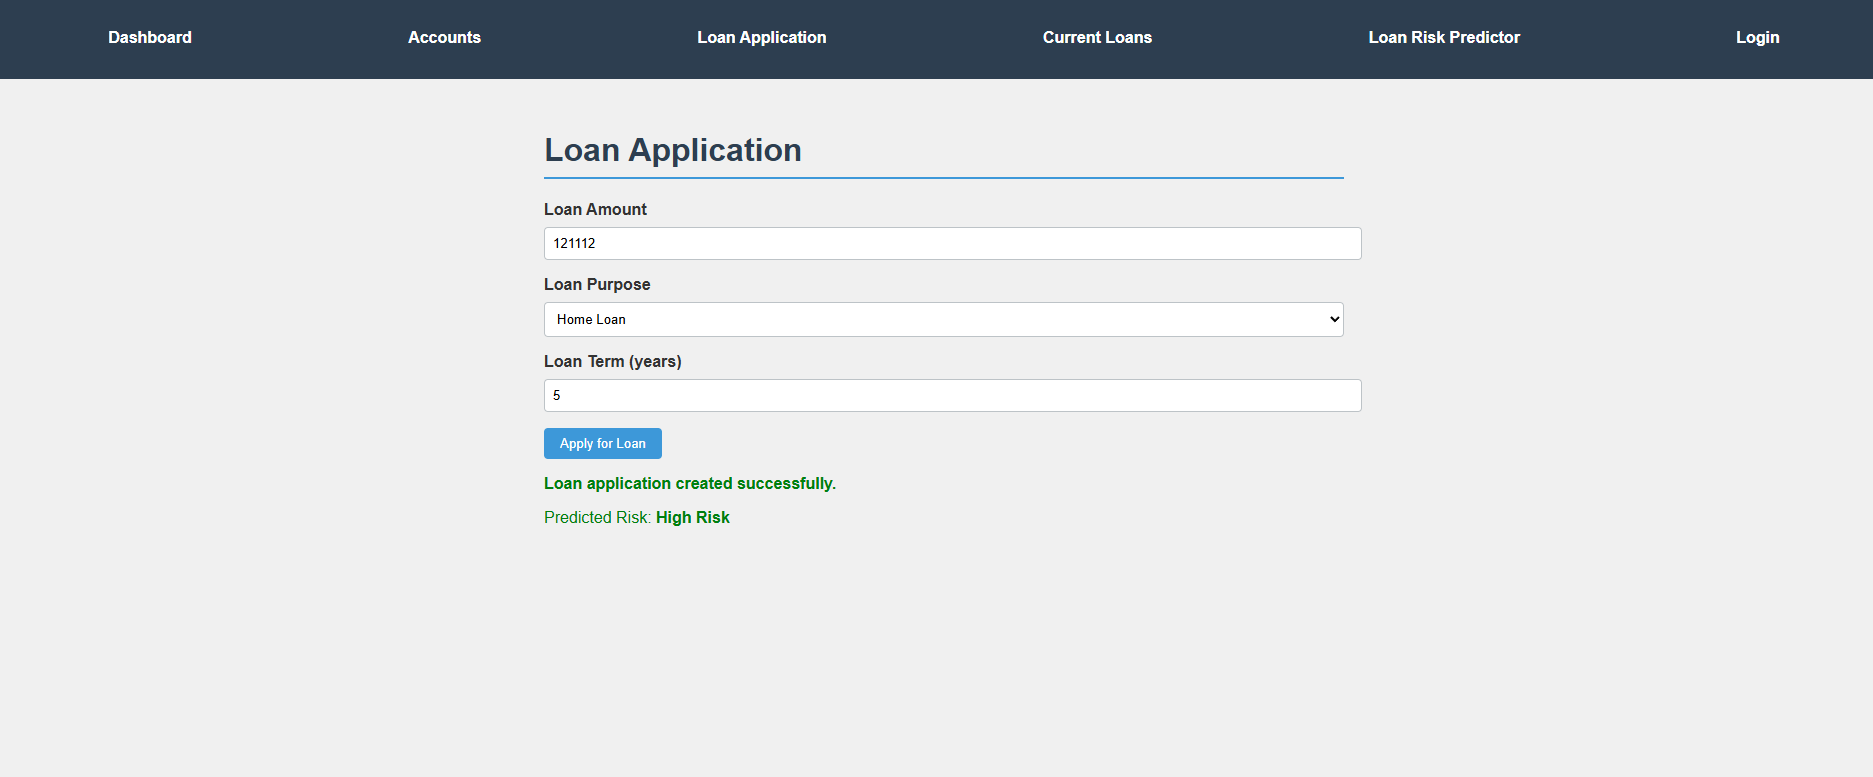 Dashboard Accounts Loan Application Current Loans Loan Risk Predictor Login
Loan Application
Loan Amount
121112
Loan Purpose
Home Loan
Loan Term (years)
5
Apply for Loan
Loan application created successfully.
Predicted Risk: High Risk